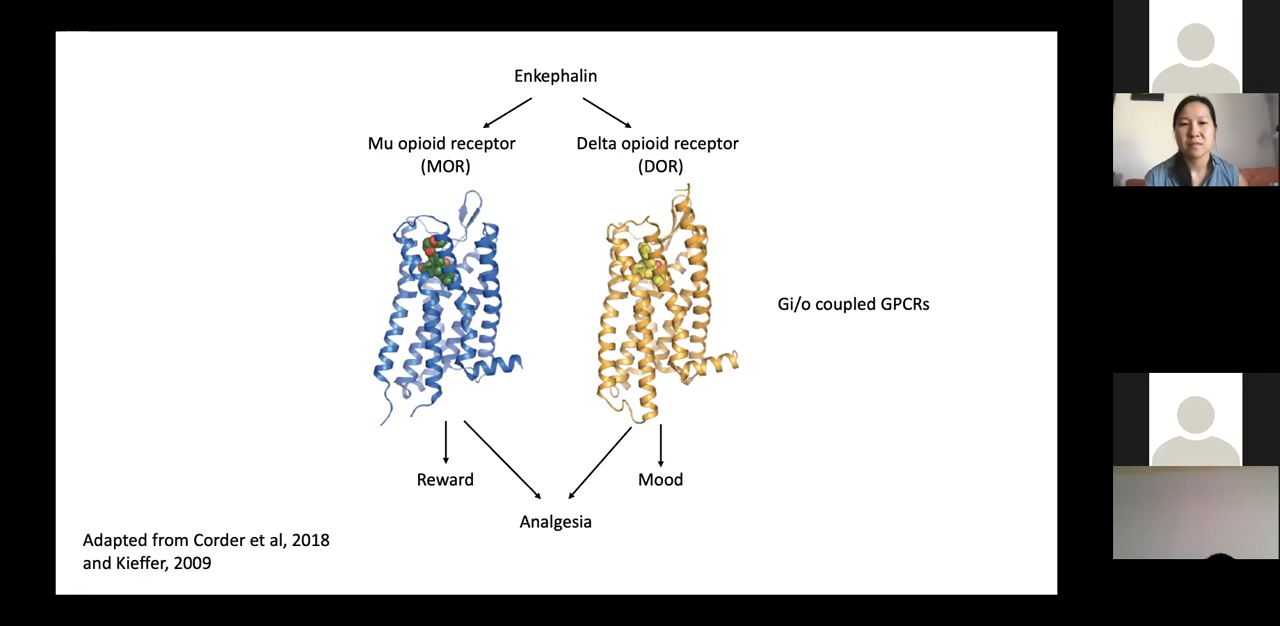 Enkephalin
Mu opioid receptor
(MOR)
Delta opioid receptor
(DOR)
Gi/o coupled GPCRs
Reward
Mood
Analgesia
Adapted from Corder et al, 2018
and Kieffer, 2009